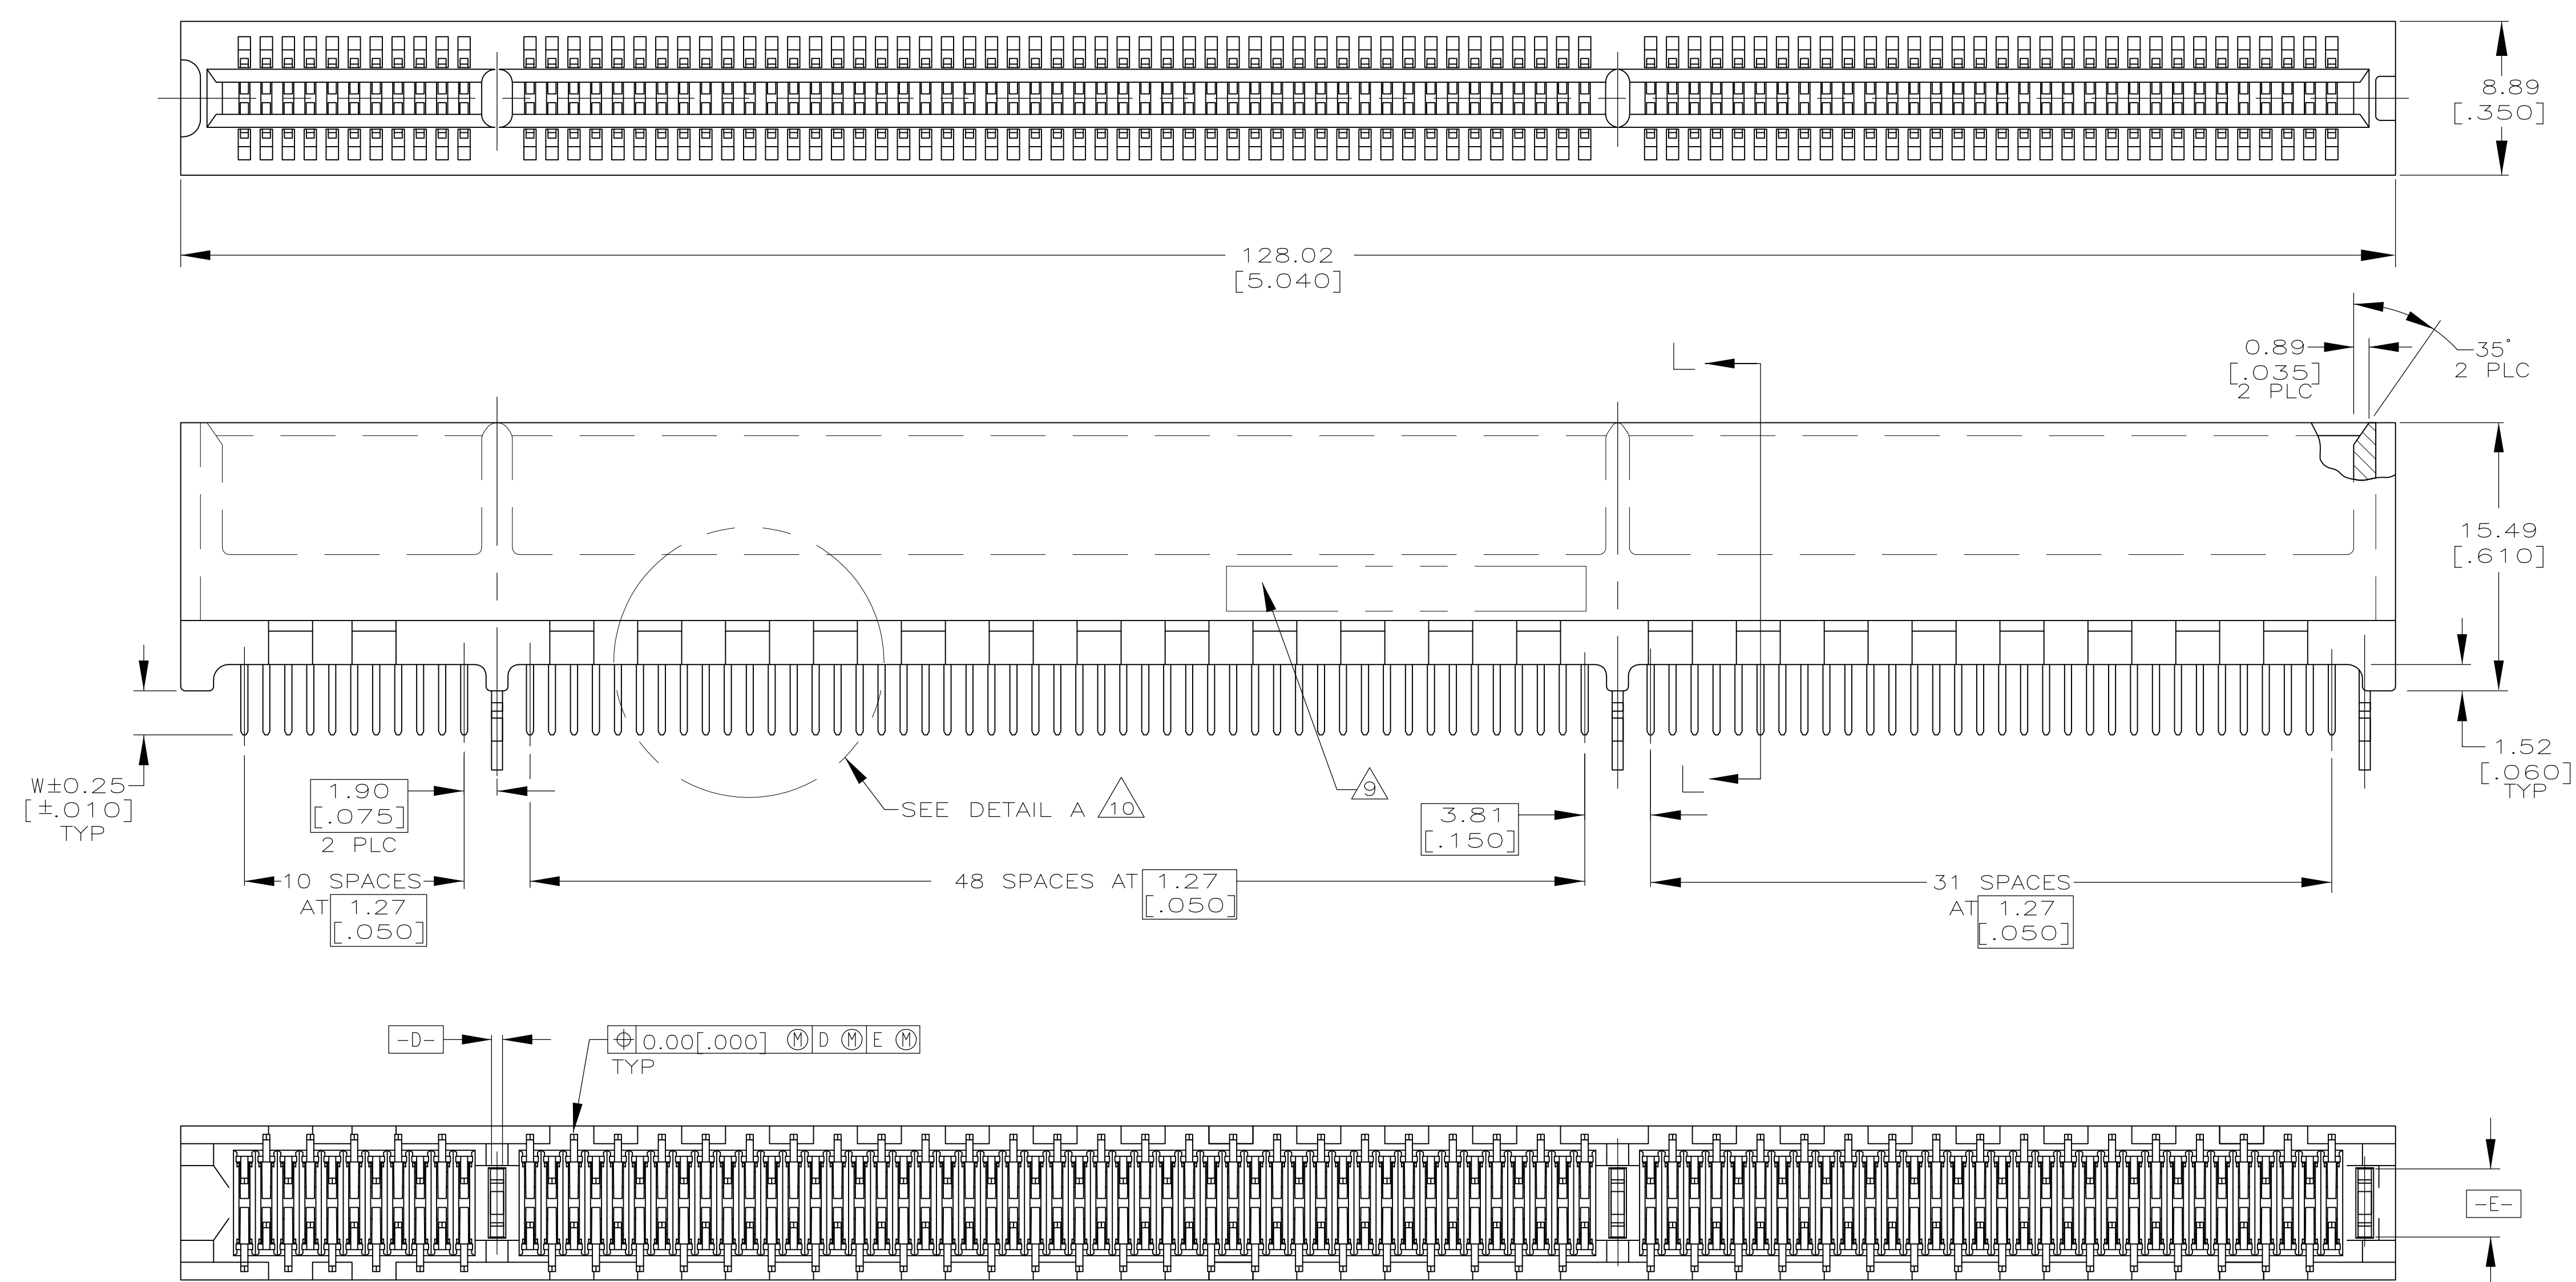 8.89
[.350]
128.02
[5.040]
0.89
[.035]
2 PLC
35°
2 PLC
15.49
[.610]
1.52
[.060]
TYP
W±0.25
[±.010]
TYP
1.90
[.075]
2 PLC
SEE DETAIL A 10
9
3.81
[.150]
10 SPACES
AT 1.27
[.050]
48 SPACES AT 1.27
[.050]
31 SPACES
AT 1.27
[.050]
-D-
⌖ 0.00[.000] Ⓜ D Ⓜ E Ⓜ
TYP
-E-